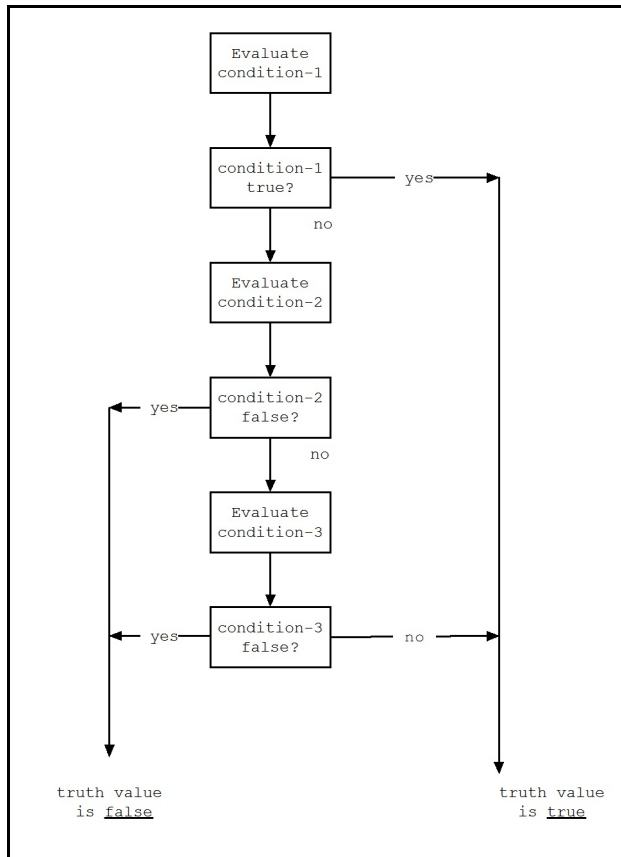 Evaluate
condition-1
condition-1
true?
yes
no
Evaluate
condition-2
condition-2
false?
yes
no
Evaluate
condition-3
condition-3
false?
yes
no
truth value
is false
truth value
is true